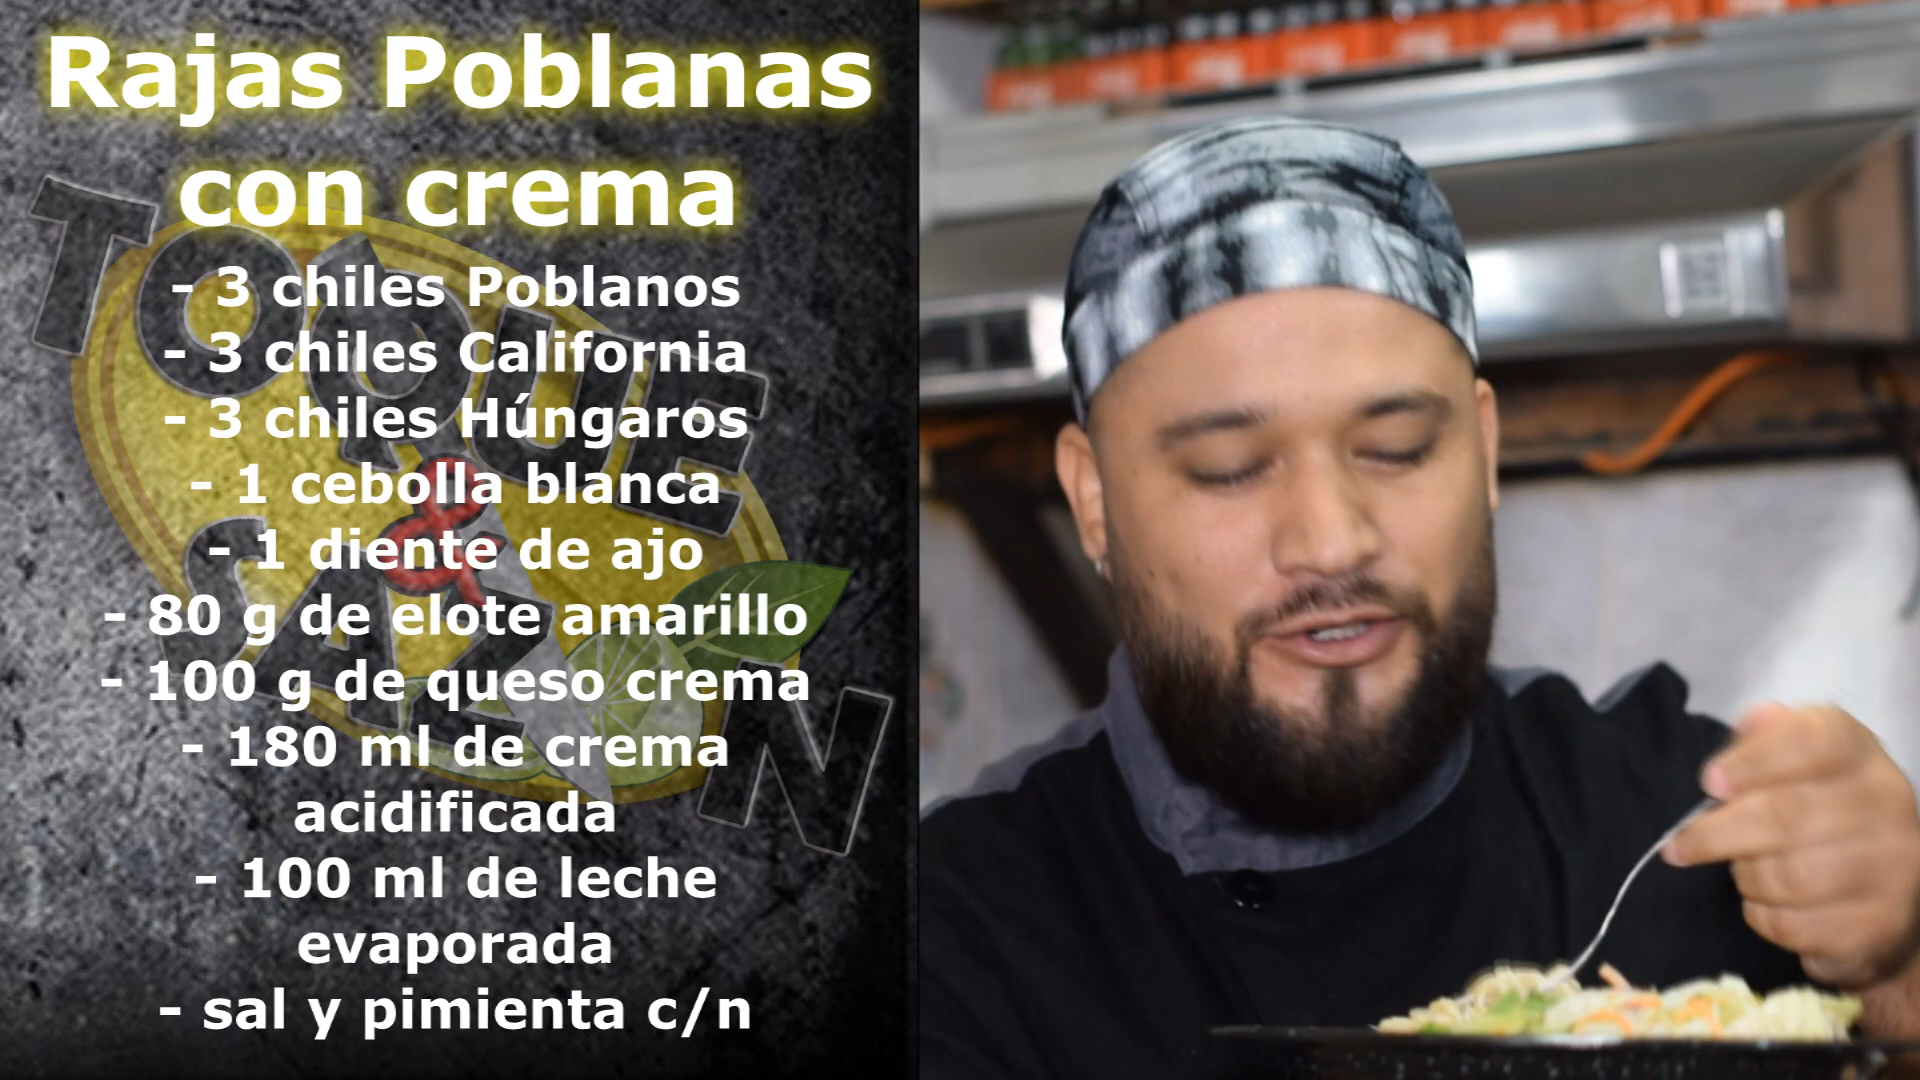 Rajas Poblanas
con crema
- 3 chiles Poblanos
- 3 chiles California
- 3 chiles Húngaros
- 1 cebolla blanca
- 1 diente de ajo
- 80 g de elote amarillo
- 100 g de queso crema
- 180 ml de crema
acidificada
- 100 ml de leche
evaporada
- sal y pimienta c/n
TOQUE
&
SAZÓN